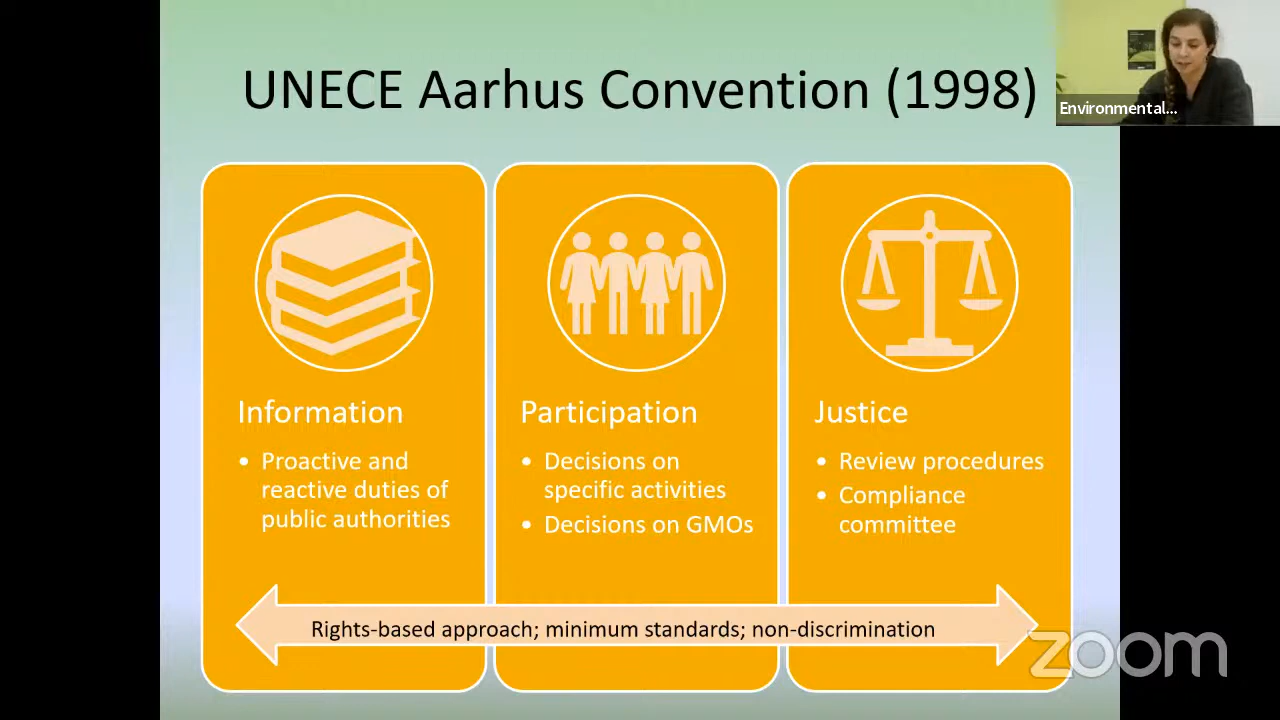 UNECE Aarhus Convention (1998)
Environmental...
Information
• Proactive and
reactive duties of
public authorities
Participation
• Decisions on
specific activities
• Decisions on GMOs
Justice
• Review procedures
• Compliance
committee
Rights-based approach; minimum standards; non-discrimination
zoom